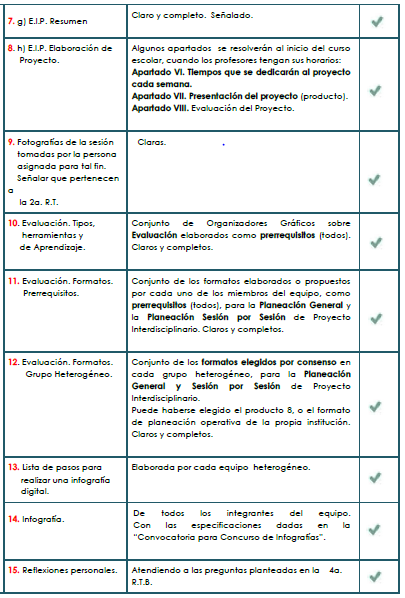 7. g) E.I.P. Resumen
Claro y completo. Señalado.
8. h) E.I.P. Elaboración de
Proyecto.
Algunos apartados se resolverán al inicio del curso
escolar, cuando los profesores tengan sus horarios:
Apartado VI. Tiempos que se dedicarán al proyecto
cada semana.
Apartado VII. Presentación del proyecto (producto).
Apartado VIII. Evaluación del Proyecto.
9. Fotografías de la sesión
tomadas por la persona
asignada para tal fin.
Señalar que pertenecen
a
la 2a. R.T.
Claras.
10. Evaluación. Tipos,
herramientas y
de Aprendizaje.
Conjunto de Organizadores Gráficos sobre
Evaluación elaborados como prerrequisitos (todos).
Claros y completos.
11. Evaluación. Formatos.
Prerrequisitos.
Conjunto de los formatos elaborados o propuestos
por cada uno de los miembros del equipo, como
prerrequisitos (todos), para la Planeación General y
la Planeación Sesión por Sesión de Proyecto
Interdisciplinario. Claros y completos.
12. Evaluación. Formatos.
Grupo Heterogéneo.
Conjunto de los formatos elegidos por consenso en
cada grupo heterogéneo, para la Planeación
General y Sesión por Sesión de Proyecto
Interdisciplinario.
Puede haberse elegido el producto 8, o el formato
de planeación operativa de la propia institución.
Claros y completos.
13. Lista de pasos para
realizar una infografía
digital.
Elaborada por cada equipo heterogéneo.
14. Infografía.
De todos los integrantes del equipo.
Con las especificaciones dadas en la
"Convocatoria para Concurso de Infografías".
15. Reflexiones personales.
Atendiendo a las preguntas planteadas en la 4a.
R.T.B.